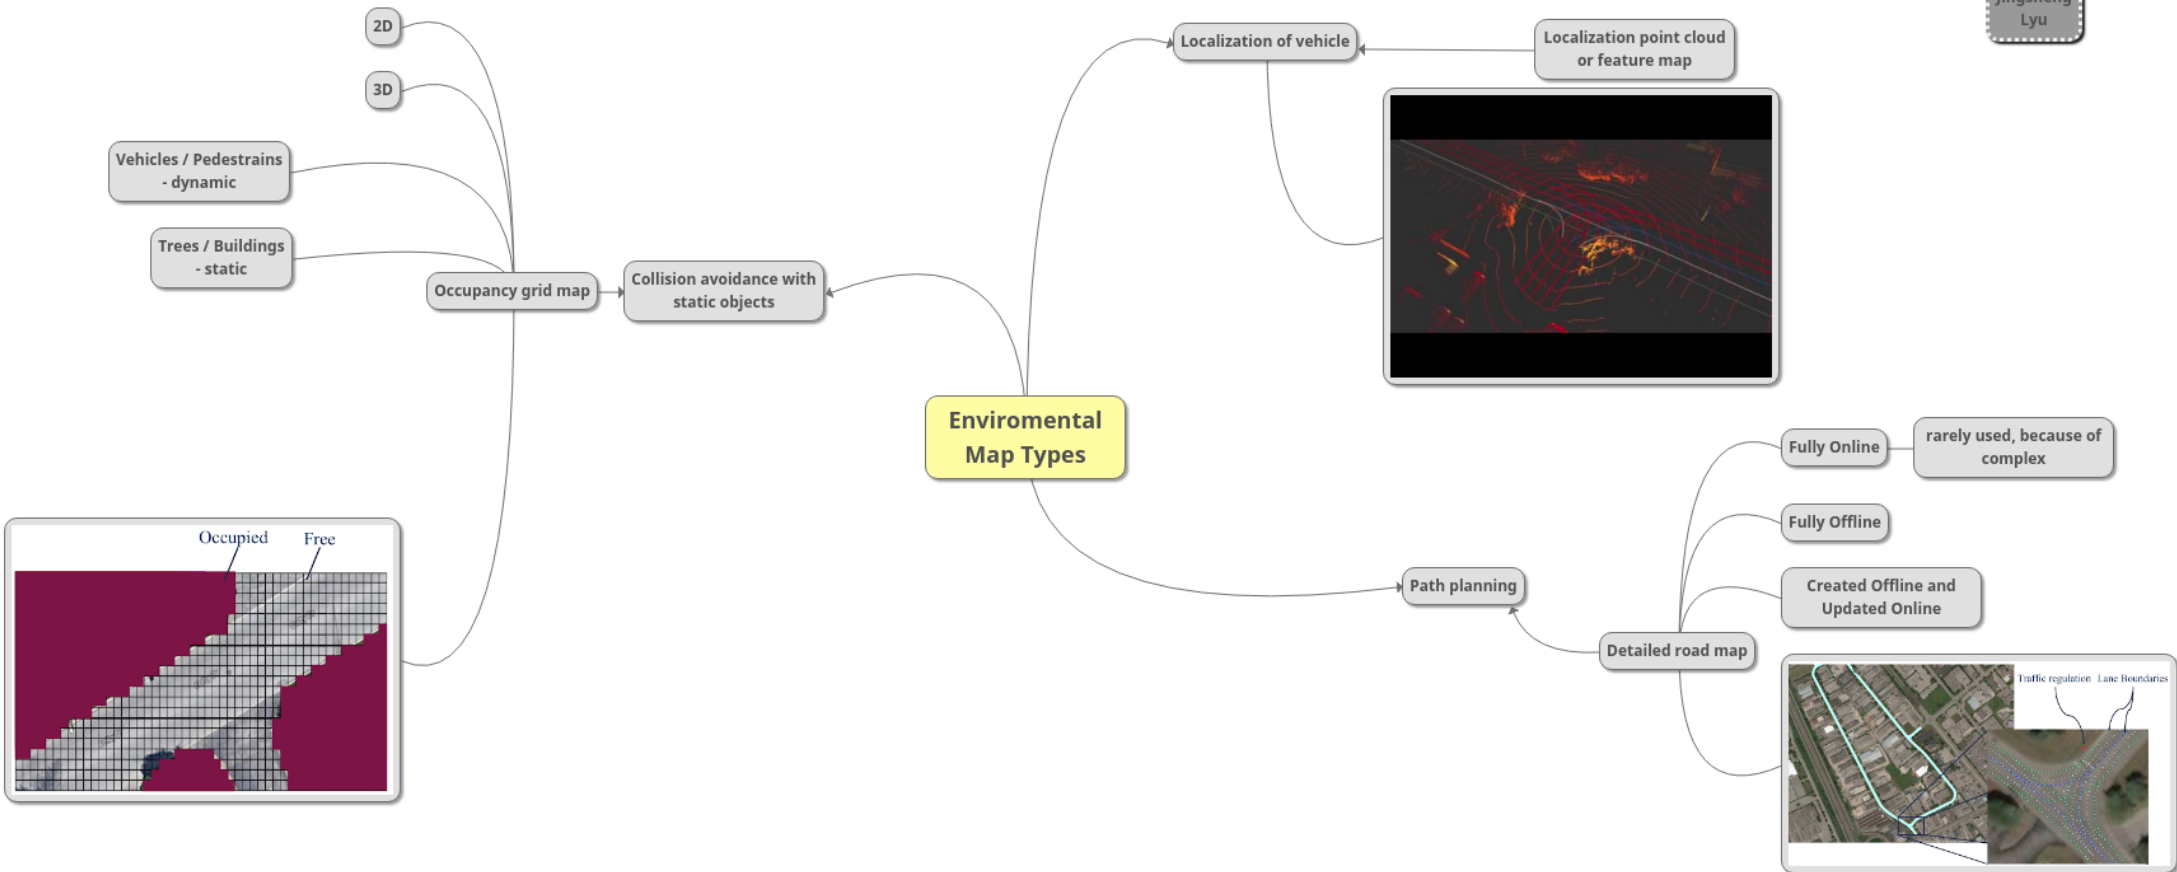 2D
3D
Vehicles / Pedestrains
- dynamic
Trees / Buildings
- static
Occupancy grid map
Collision avoidance with
static objects
Occupied
Free
Enviromental
Map Types
Localization of vehicle
Localization point cloud
or feature map
Jingsheng
Lyu
Path planning
Detailed road map
Fully Online
rarely used, because of
complex
Fully Offline
Created Offline and
Updated Online
Traffic regulation
Lane Boundaries